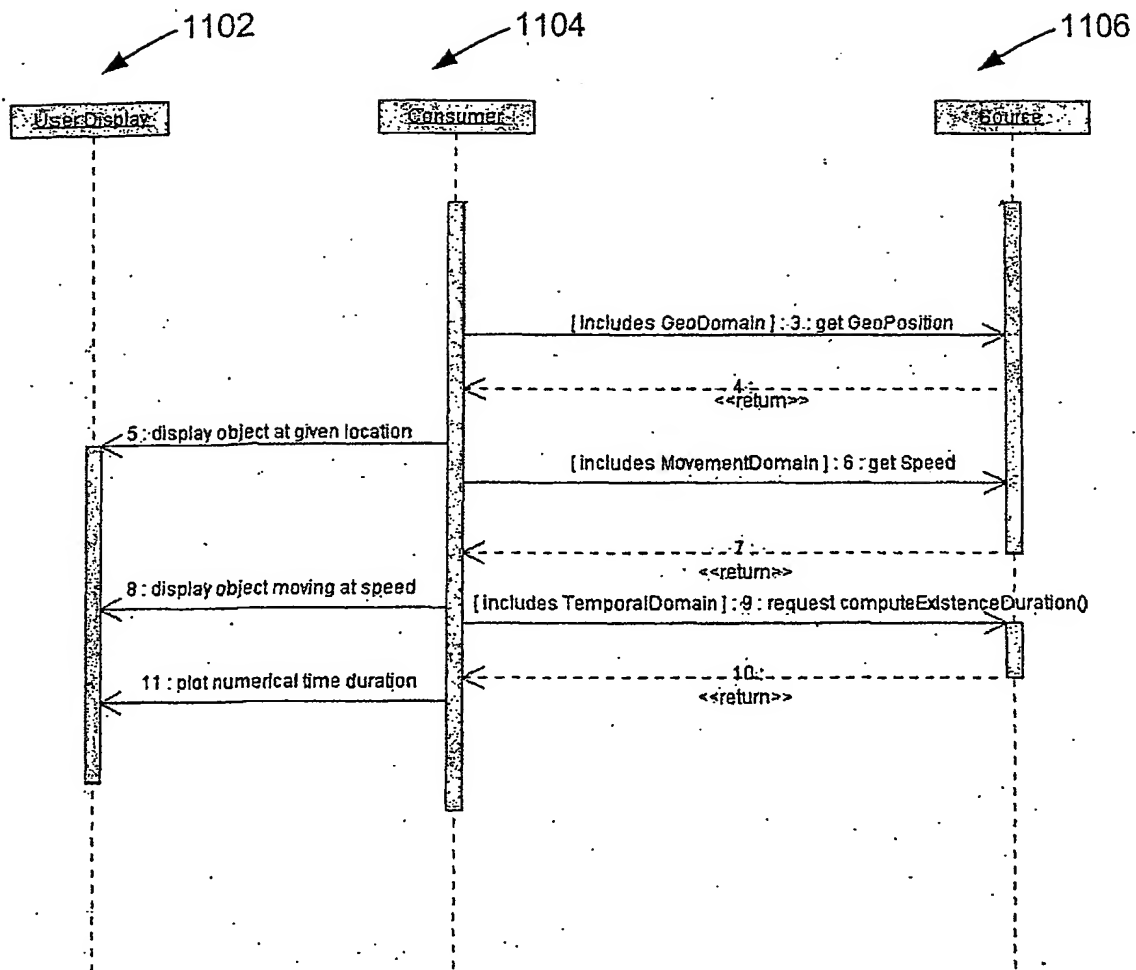 1102
1104
1106
User Display
Consumer
Source
[ includes GeoDomain ] : 3 : get GeoPosition
4 :
<<return>>
5 : display object at given location
[ includes MovementDomain ] : 6 : get Speed
7 :
<<return>>
8 : display object moving at speed
[ includes TemporalDomain ] : 9 : request computeExistenceDuration()
10 :
<<return>>
11 : plot numerical time duration